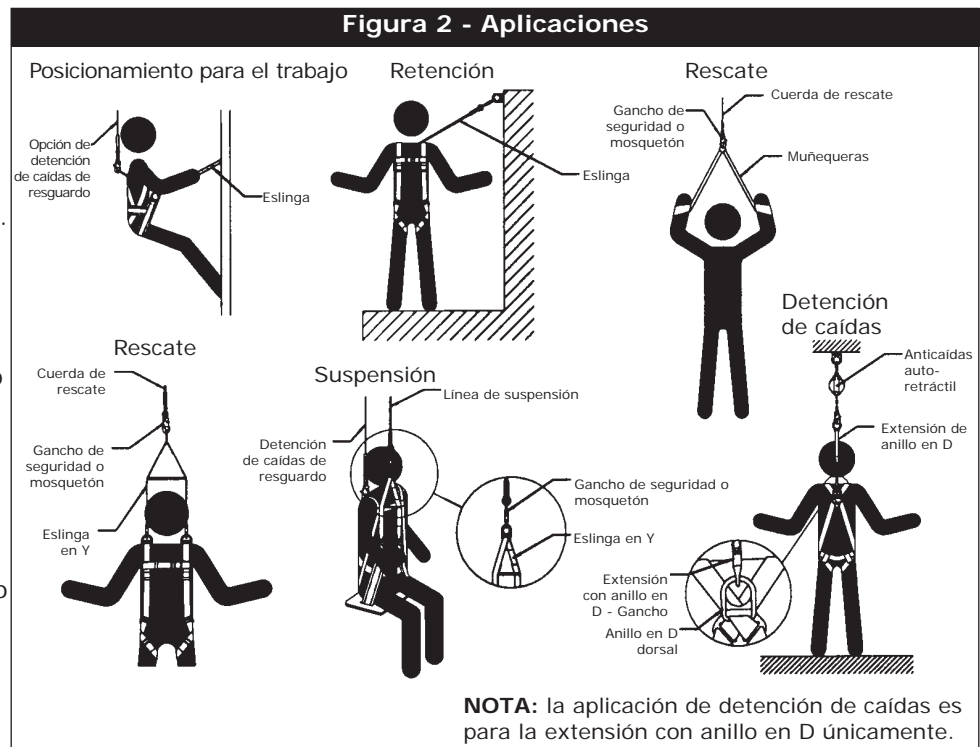 Figura 2 - Aplicaciones
Posicionamiento para el trabajo
Opción de
detención
de caídas de
resguardo
Eslinga
Retención
Eslinga
Rescate
Cuerda de rescate
Gancho de
seguridad o
mosquetón
Muñequeras
Rescate
Cuerda de
rescate
Gancho de
seguridad o
mosquetón
Eslinga
en Y
Suspensión
Línea de suspensión
Detención
de caídas de
resguardo
Gancho de seguridad o
mosquetón
Eslinga en Y
Detención
de caídas
Anticaídas
auto-
retráctil
Extensión de
anillo en D
Extensión
con anillo en
D - Gancho
Anillo en D
dorsal
NOTA: la aplicación de detención de caídas es
para la extensión con anillo en D únicamente.